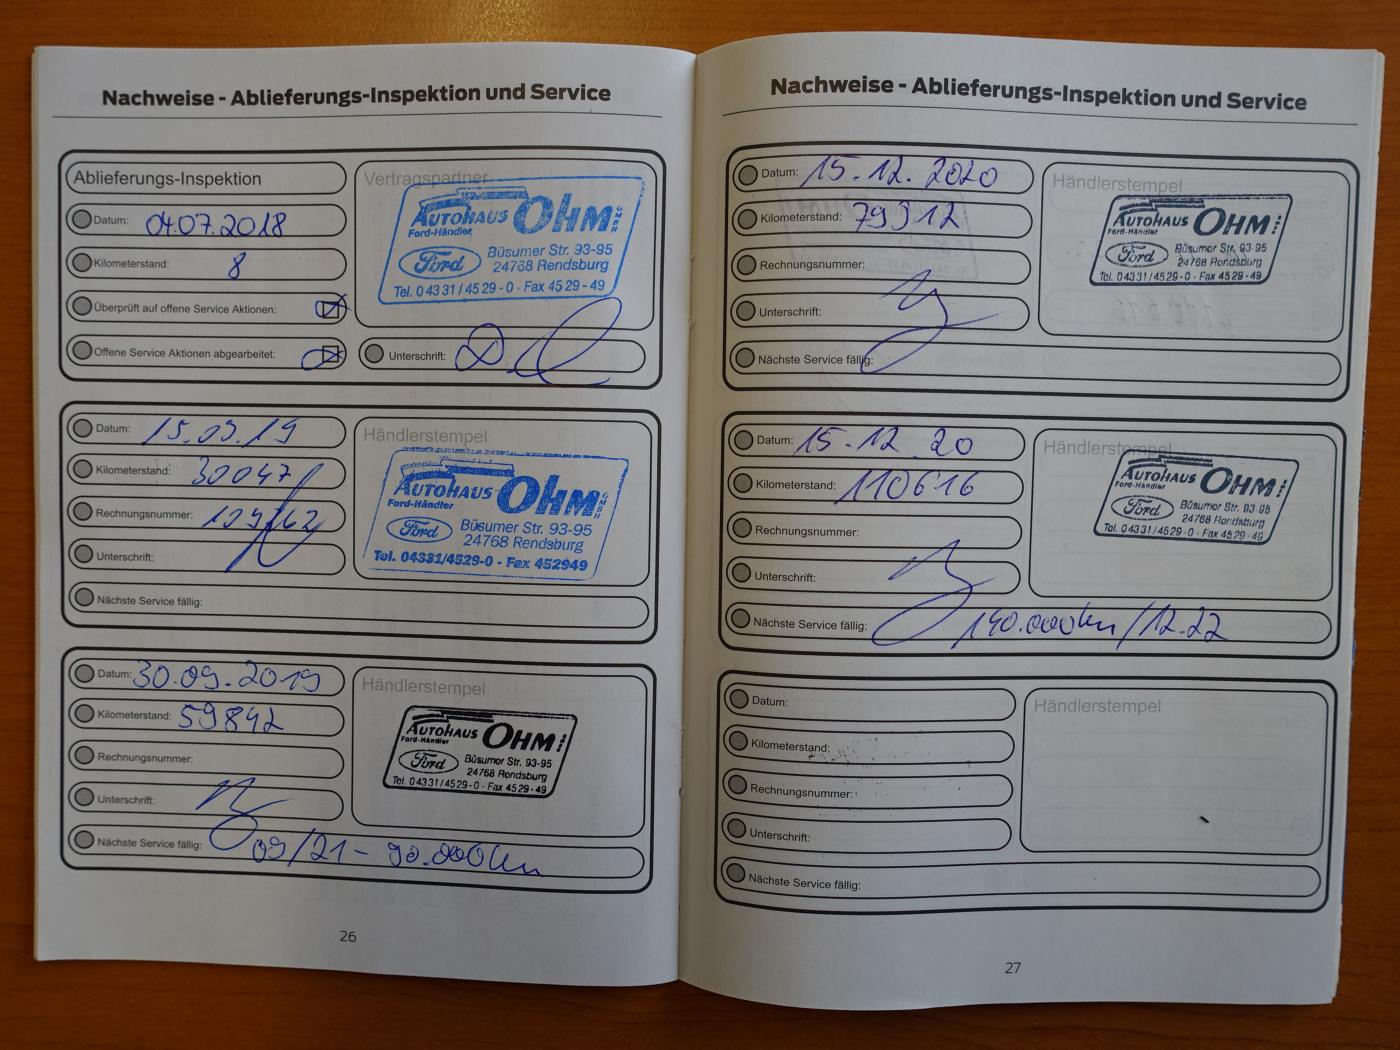 Nachweise - Ablieferungs-Inspektion und Service
Ablieferungs-Inspektion
Datum: 04.07.2018
Kilometerstand: 8
Überprüft auf offene Service Aktionen:
Offene Service Aktionen abgearbeitet:
Vertragspartner
AUTOHAUS OHM GMBH
Ford-Händler
Ford
Büsumer Str. 93-95
24768 Rendsburg
Tel. 04331/4529-0 · Fax 4529-49
Unterschrift:
Datum: 15.03.19
Kilometerstand: 30047
Rechnungsnummer:
Unterschrift:
Nächste Service fällig:
Händlerstempel
AUTOHAUS OHM GMBH
Ford-Händler
Ford
Büsumer Str. 93-95
24768 Rendsburg
Tel. 04331/4529-0 - Fax 452949
Datum: 30.09.2019
Kilometerstand: 59842
Rechnungsnummer:
Unterschrift:
Nächste Service fällig: 09/21 - 90.000km
Händlerstempel
AUTOHAUS OHM
Ford-Händler
Ford
Büsumer Str. 93-95
24768 Rendsburg
Tel. 04331/4529-0 · Fax 4529-49
26
Nachweise - Ablieferungs-Inspektion und Service
Datum: 15.12.2020
Kilometerstand: 79912
Rechnungsnummer:
Unterschrift:
Nächste Service fällig:
Händlerstempel
AUTOHAUS OHM
Ford-Händler
Ford
Büsumer Str. 93-95
24768 Rendsburg
Tel. 04331/4529-0 · Fax 4529-49
Datum: 15.12.20
Kilometerstand: 110616
Rechnungsnummer:
Unterschrift:
Nächste Service fällig: 140.000km/12.22
Händlerstempel
AUTOHAUS OHM
Ford-Händler
Ford
Büsumer Str. 93-95
24768 Rendsburg
Tel. 04331/4529-0 · Fax 4529-49
Datum:
Kilometerstand:
Rechnungsnummer:
Unterschrift:
Nächste Service fällig:
Händlerstempel
27